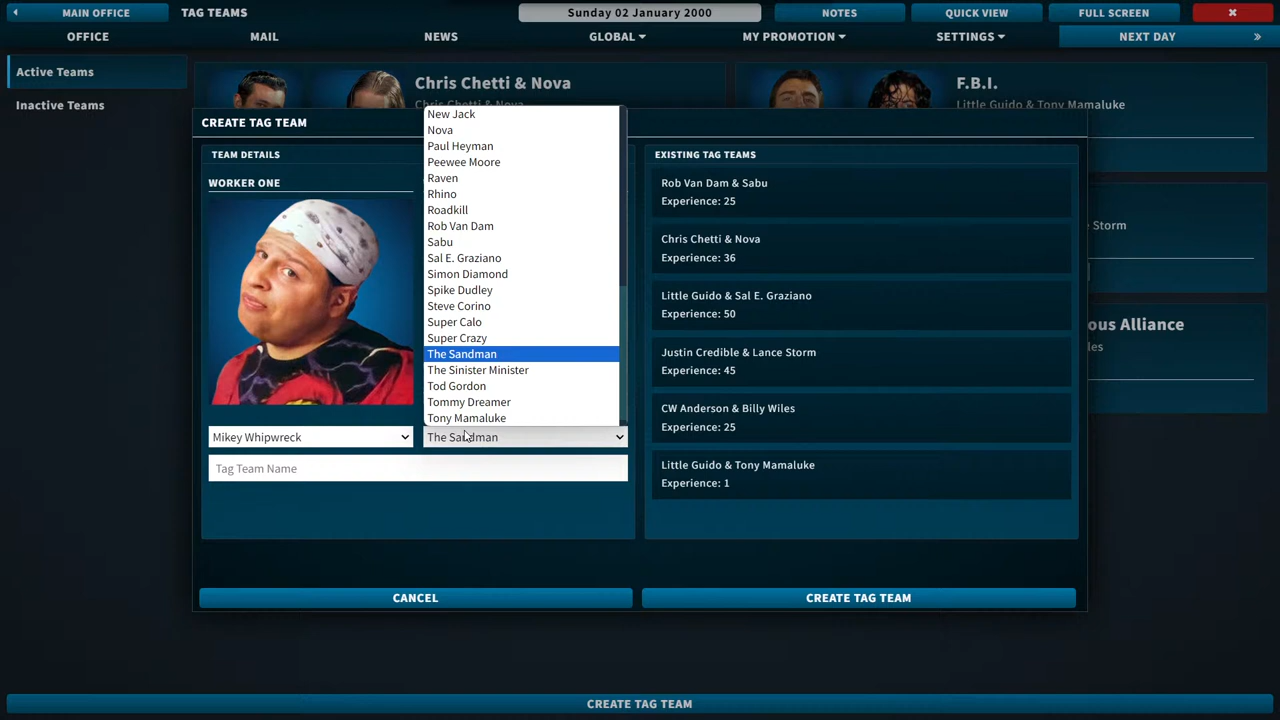 MAIN OFFICE
TAG TEAMS
Sunday 02 January 2000
NOTES
QUICK VIEW
FULL SCREEN
OFFICE
MAIL
NEWS
GLOBAL
MY PROMOTION
SETTINGS
NEXT DAY
Active Teams
Inactive Teams
Chris Chetti & Nova
Chris Chetti & Nova
F.B.I.
Little Guido & Tony Mamaluke
Storm
ous Alliance
les
CREATE TAG TEAM
TEAM DETAILS
WORKER ONE
New Jack
Nova
Paul Heyman
Peewee Moore
Raven
Rhino
Roadkill
Rob Van Dam
Sabu
Sal E. Graziano
Simon Diamond
Spike Dudley
Steve Corino
Super Calo
Super Crazy
The Sandman
The Sinister Minister
Tod Gordon
Tommy Dreamer
Tony Mamaluke
Mikey Whipwreck
The Sandman
Tag Team Name
EXISTING TAG TEAMS
Rob Van Dam & Sabu
Experience: 25
Chris Chetti & Nova
Experience: 36
Little Guido & Sal E. Graziano
Experience: 50
Justin Credible & Lance Storm
Experience: 45
CW Anderson & Billy Wiles
Experience: 25
Little Guido & Tony Mamaluke
Experience: 1
CANCEL
CREATE TAG TEAM
CREATE TAG TEAM